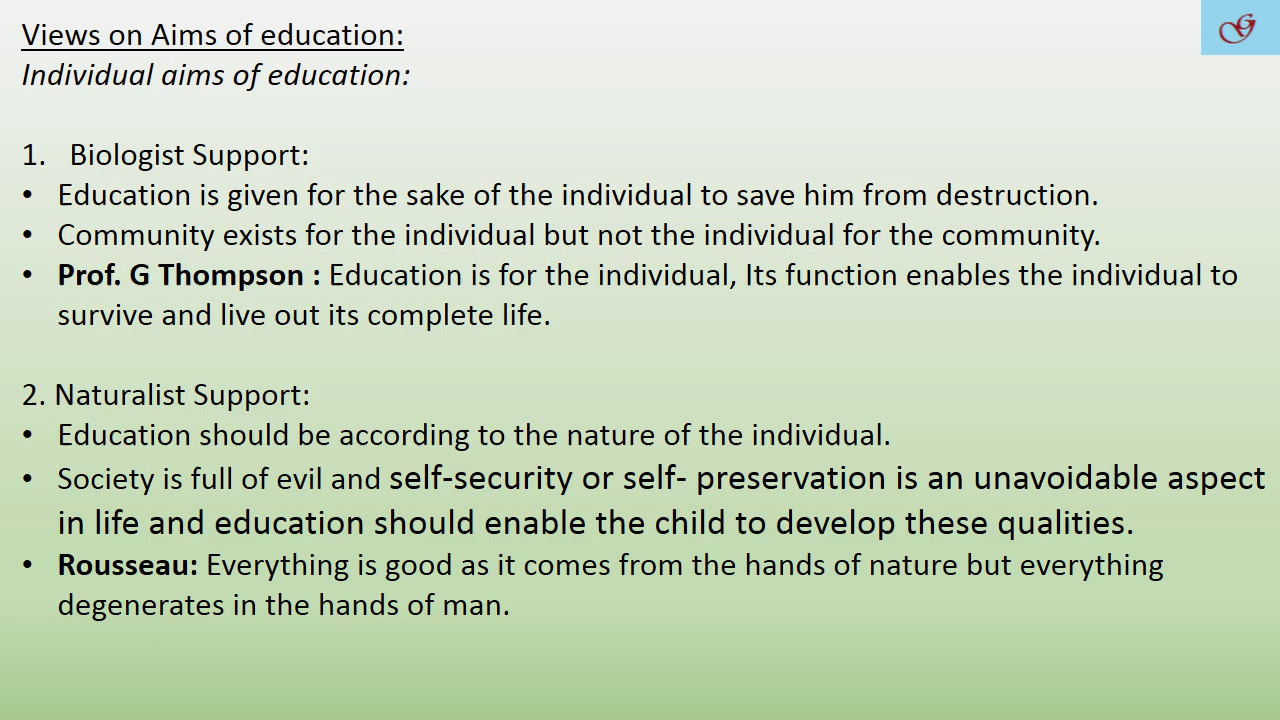 Views on Aims of education:
Individual aims of education:
1. Biologist Support:
• Education is given for the sake of the individual to save him from destruction.
• Community exists for the individual but not the individual for the community.
• Prof. G Thompson : Education is for the individual, Its function enables the individual to
survive and live out its complete life.
2. Naturalist Support:
• Education should be according to the nature of the individual.
• Society is full of evil and self-security or self- preservation is an unavoidable aspect
in life and education should enable the child to develop these qualities.
• Rousseau: Everything is good as it comes from the hands of nature but everything
degenerates in the hands of man.